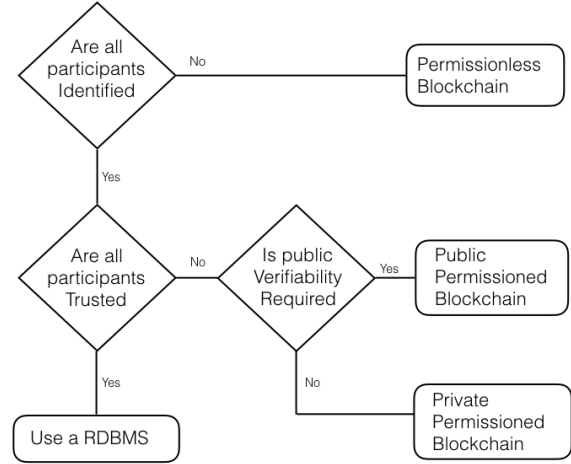 Are all
participants
Identified
No
Permissionless
Blockchain
Yes
Are all
participants
Trusted
No
Is public
Verifiability
Required
Yes
Public
Permissioned
Blockchain
Yes
No
Use a RDBMS
Private
Permissioned
Blockchain